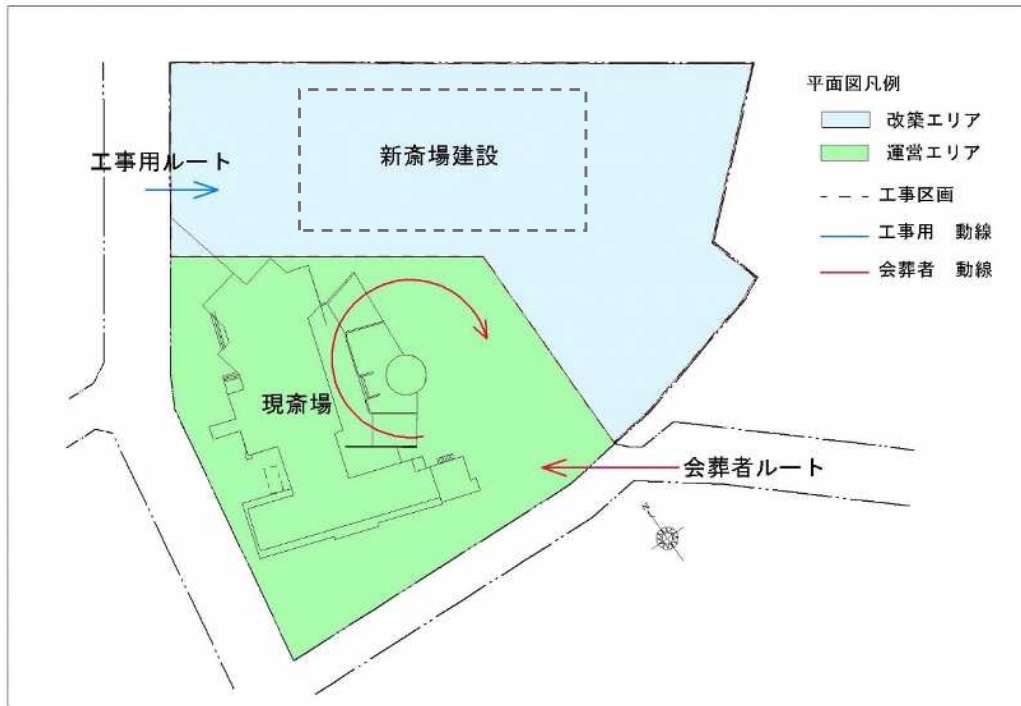 平面図凡例
改築エリア
運営エリア
工事区画
工事用 動線
会葬者 動線
新斎場建設
工事用ルート
現斎場
会葬者ルート
N